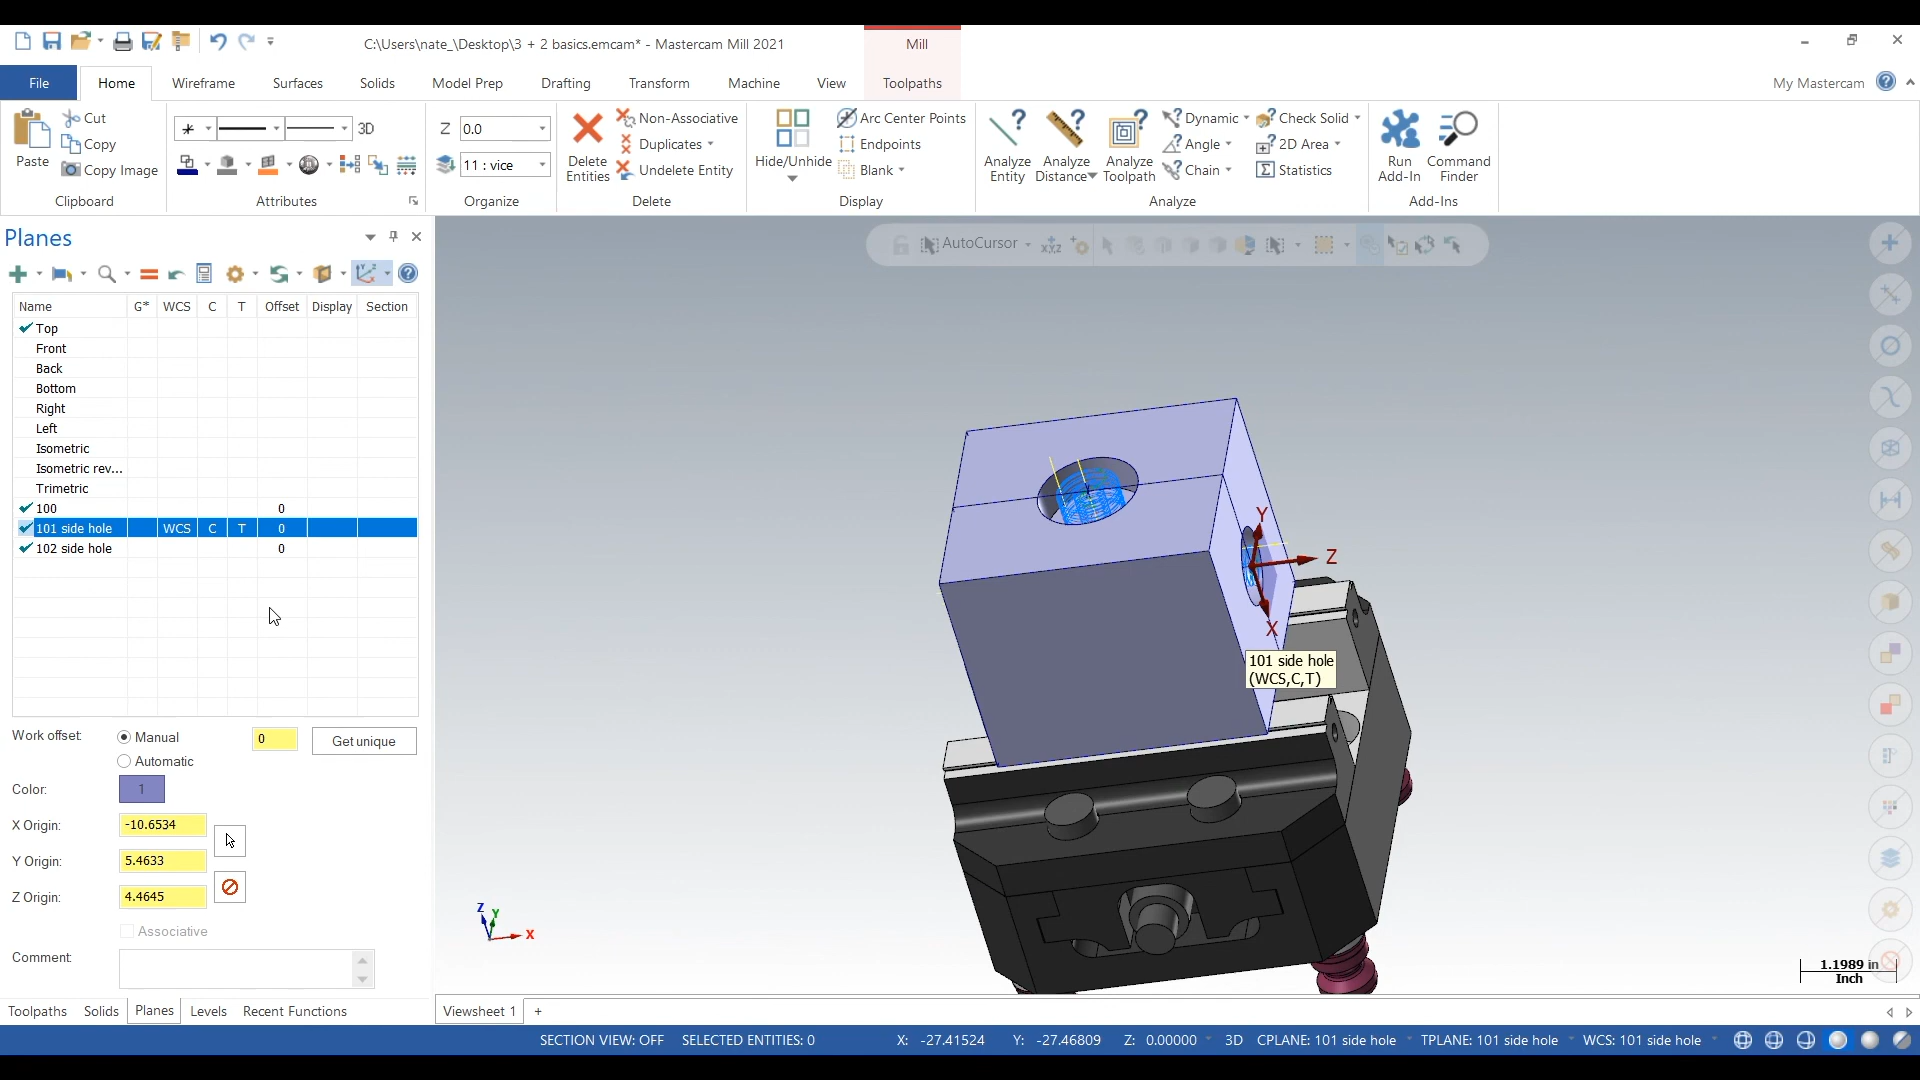 C:\Users\nate_\Desktop\3 + 2 basics.emcam* - Mastercam Mill 2021
Mill
File
Home
Wireframe
Surfaces
Solids
Model Prep
Drafting
Transform
Machine
View
Toolpaths
My Mastercam
Paste
Cut
Copy
Copy Image
Clipboard
3D
Attributes
Z
0.0
11 : vice
Organize
Delete
Entities
Non-Associative
Duplicates
Undelete Entity
Delete
Hide/Unhide
Arc Center Points
Endpoints
Blank
Display
Analyze
Entity
Analyze
Distance
Analyze
Toolpath
Dynamic
Angle
Chain
Check Solid
2D Area
Statistics
Analyze
Run
Add-In
Command
Finder
Add-Ins
Planes
Name G* WCS C T Offset Display Section
Top
Front
Back
Bottom
Right
Left
Isometric
Isometric rev...
Trimetric
100 0
101 side hole WCS C T 0
102 side hole 0
Work offset:
Manual
0
Get unique
Automatic
Color:
1
X Origin:
-10.6534
Y Origin:
5.4633
Z Origin:
4.4645
Associative
Comment:
Toolpaths
Solids
Planes
Levels
Recent Functions
AutoCursor
Y
Z
X
101 side hole
(WCS,C,T)
Z
Y
X
1.1989 in
Inch
Viewsheet 1
+
SECTION VIEW: OFF SELECTED ENTITIES: 0 X: -27.41524 Y: -27.46809 Z: 0.00000 3D CPLANE: 101 side hole TPLANE: 101 side hole WCS: 101 side hole